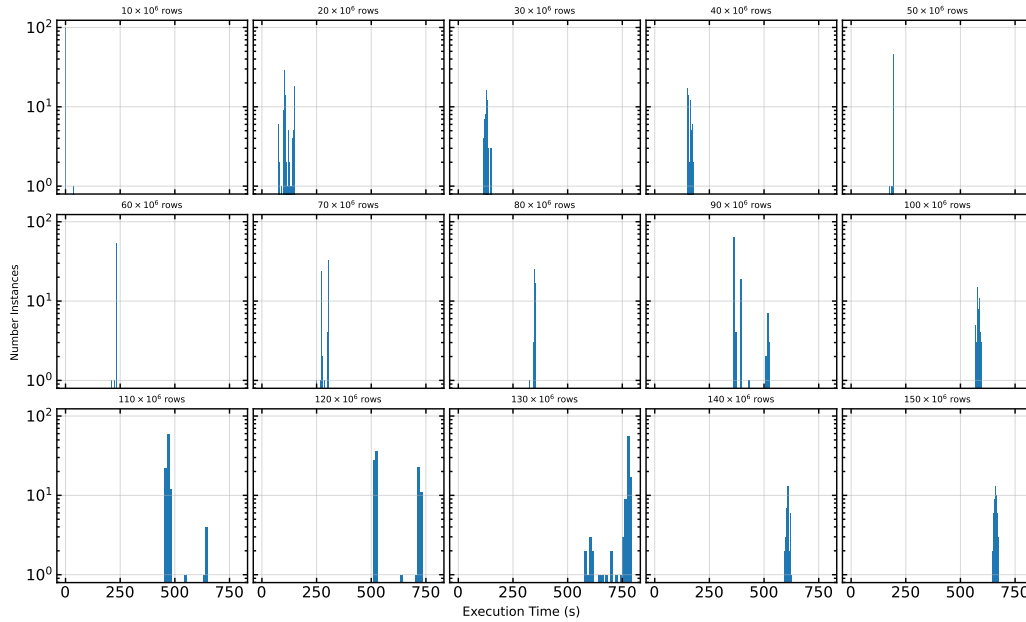 10 × 10⁶ rows 20 × 10⁶ rows 30 × 10⁶ rows 40 × 10⁶ rows 50 × 10⁶ rows
10²
10¹
10⁰
60 × 10⁶ rows 70 × 10⁶ rows 80 × 10⁶ rows 90 × 10⁶ rows 100 × 10⁶ rows
10²
10¹
10⁰
Number Instances
110 × 10⁶ rows 120 × 10⁶ rows 130 × 10⁶ rows 140 × 10⁶ rows 150 × 10⁶ rows
10²
10¹
10⁰
0 250 500 750 0 250 500 750 0 250 500 750 0 250 500 750 0 250 500 750
Execution Time (s)